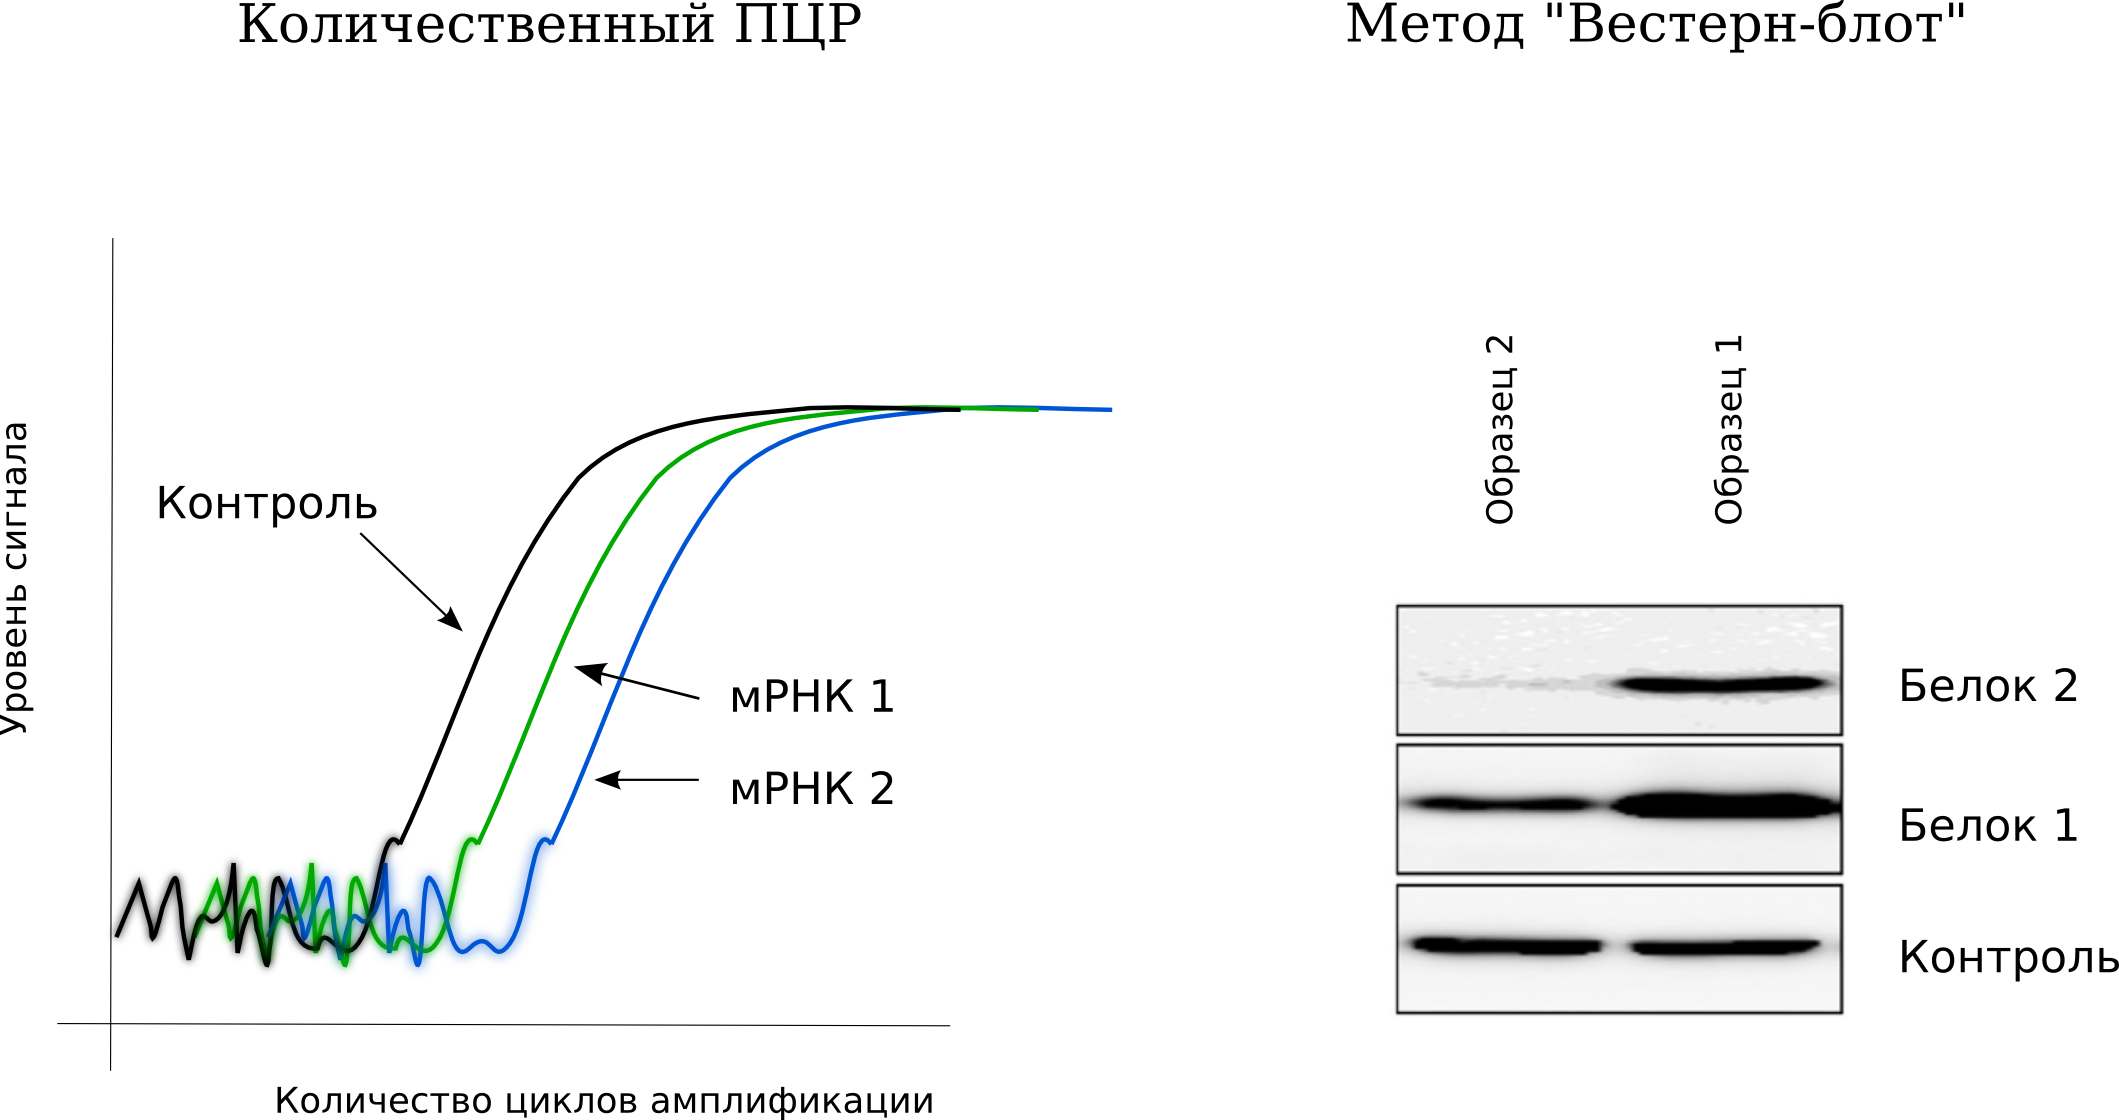 Количественный ПЦР
Уровень сигнала
Контроль
мРНК 1
мРНК 2
Количество циклов амплификации
Метод "Вестерн-блот"
Образец 2
Образец 1
Белок 2
Белок 1
Контроль